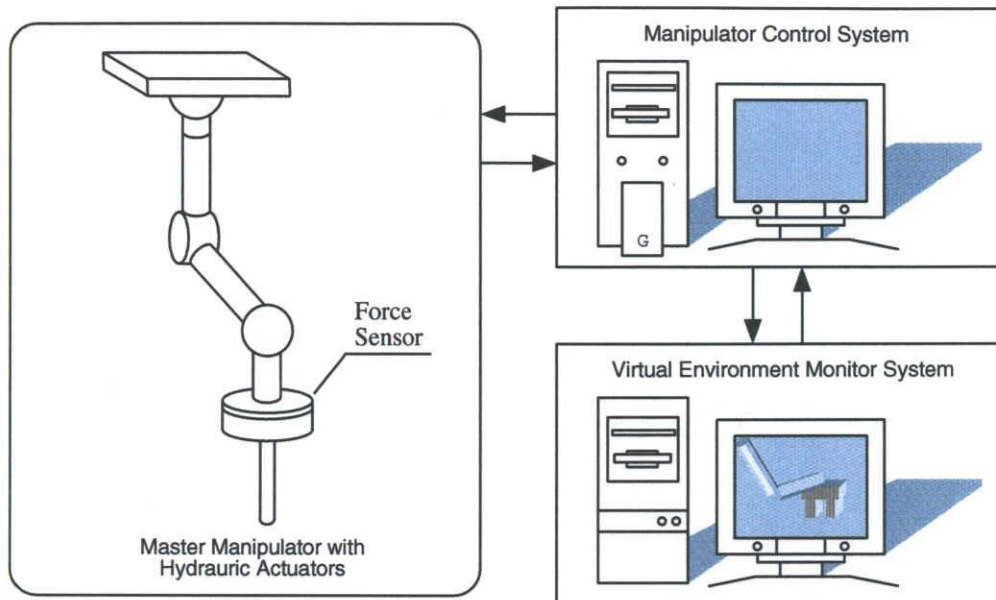 Manipulator Control System
G
Force
Sensor
Master Manipulator with
Hydrauric Actuators
Virtual Environment Monitor System